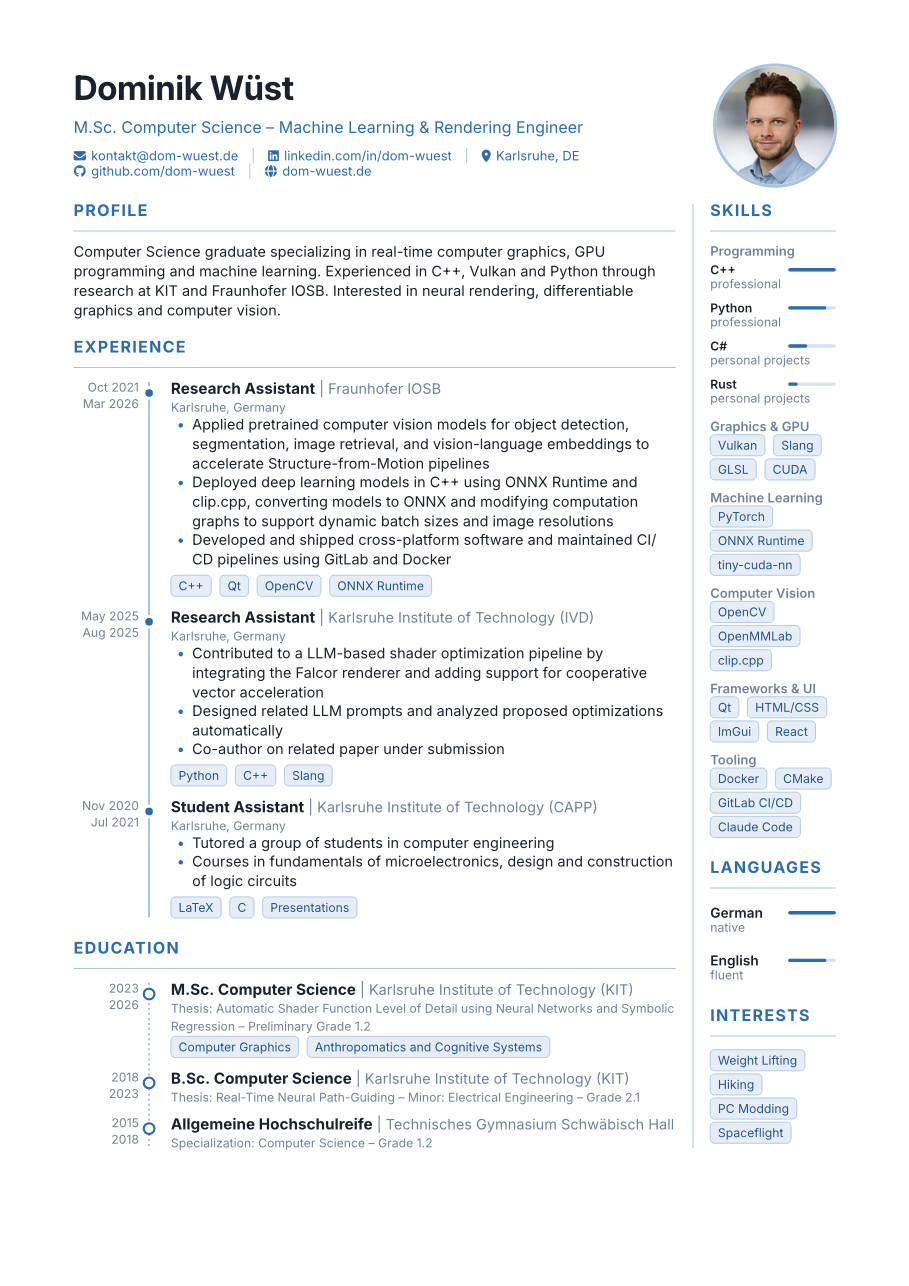 Dominik Wüst
M.Sc. Computer Science – Machine Learning & Rendering Engineer
kontakt@dom-wuest.de | linkedin.com/in/dom-wuest | Karlsruhe, DE
github.com/dom-wuest | dom-wuest.de
PROFILE
Computer Science graduate specializing in real-time computer graphics, GPU
programming and machine learning. Experienced in C++, Vulkan and Python through
research at KIT and Fraunhofer IOSB. Interested in neural rendering, differentiable
graphics and computer vision.
EXPERIENCE
Oct 2021
Mar 2026
Research Assistant | Fraunhofer IOSB
Karlsruhe, Germany
• Applied pretrained computer vision models for object detection,
segmentation, image retrieval, and vision-language embeddings to
accelerate Structure-from-Motion pipelines
• Deployed deep learning models in C++ using ONNX Runtime and
clip.cpp, converting models to ONNX and modifying computation
graphs to support dynamic batch sizes and image resolutions
• Developed and shipped cross-platform software and maintained CI/
CD pipelines using GitLab and Docker
C++ Qt OpenCV ONNX Runtime
May 2025
Aug 2025
Research Assistant | Karlsruhe Institute of Technology (IVD)
Karlsruhe, Germany
• Contributed to a LLM-based shader optimization pipeline by
integrating the Falcor renderer and adding support for cooperative
vector acceleration
• Designed related LLM prompts and analyzed proposed optimizations
automatically
• Co-author on related paper under submission
Python C++ Slang
Nov 2020
Jul 2021
Student Assistant | Karlsruhe Institute of Technology (CAPP)
Karlsruhe, Germany
• Tutored a group of students in computer engineering
• Courses in fundamentals of microelectronics, design and construction
of logic circuits
LaTeX C Presentations
EDUCATION
2023
2026
M.Sc. Computer Science | Karlsruhe Institute of Technology (KIT)
Thesis: Automatic Shader Function Level of Detail using Neural Networks and Symbolic
Regression – Preliminary Grade 1.2
Computer Graphics Anthropomatics and Cognitive Systems
2018
2023
B.Sc. Computer Science | Karlsruhe Institute of Technology (KIT)
Thesis: Real-Time Neural Path-Guiding – Minor: Electrical Engineering – Grade 2.1
2015
2018
Allgemeine Hochschulreife | Technisches Gymnasium Schwäbisch Hall
Specialization: Computer Science – Grade 1.2
SKILLS
Programming
C++
professional
Python
professional
C#
personal projects
Rust
personal projects
Graphics & GPU
Vulkan Slang
GLSL CUDA
Machine Learning
PyTorch
ONNX Runtime
tiny-cuda-nn
Computer Vision
OpenCV
OpenMMLab
clip.cpp
Frameworks & UI
Qt HTML/CSS
ImGui React
Tooling
Docker CMake
GitLab CI/CD
Claude Code
LANGUAGES
German
native
English
fluent
INTERESTS
Weight Lifting
Hiking
PC Modding
Spaceflight